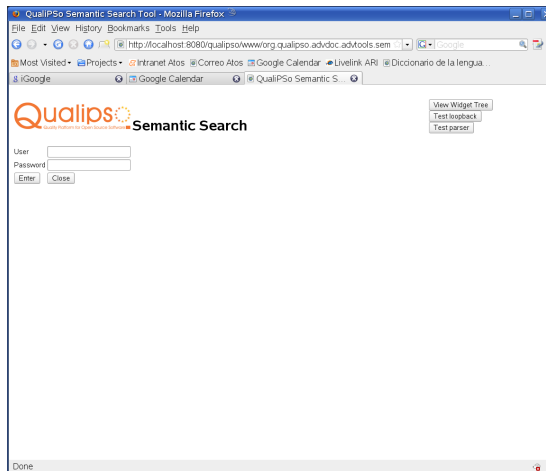 QualiPSo Semantic Search Tool - Mozilla Firefox
File Edit View History Bookmarks Tools Help
http://localhost:8080/qualipso/www/org.qualipso.advdoc.advtools.sem Google
Most Visited Projects Intranet Atos Correo Atos Google Calendar Livelink ARI Diccionario de la lengua...
iGoogle Google Calendar QualiPSo Semantic S...
View Widget Tree
Test loopback
Test parser
Qualipso
Quality Platform for Open Source Software
Semantic Search
User
Password
Enter Close
Done